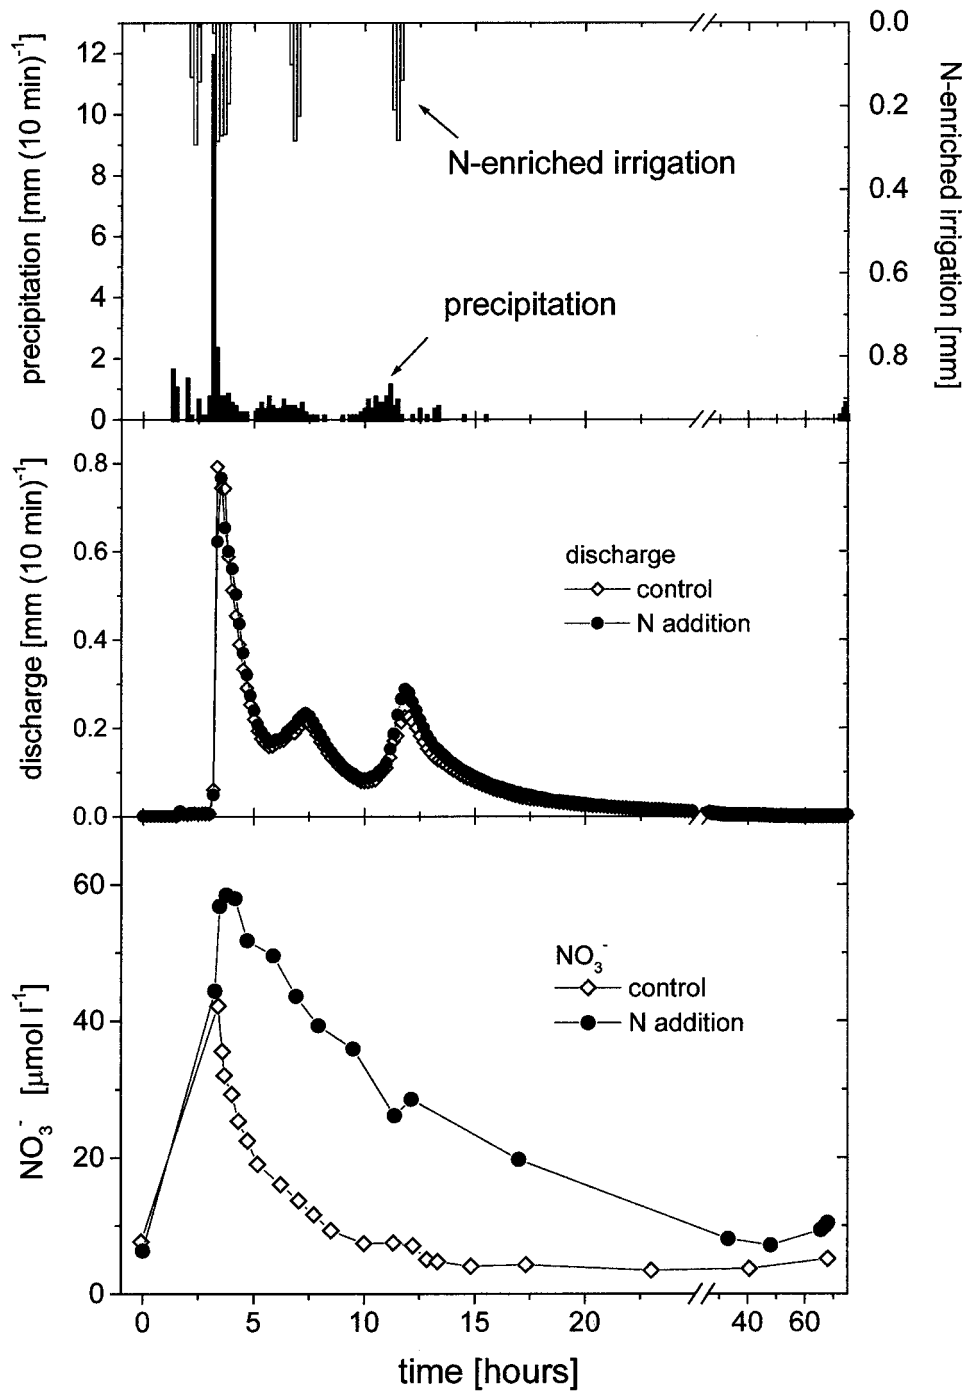 precipitation [mm (10 min)⁻¹]
12
10
8
6
4
2
0
N-enriched irrigation
precipitation
0.0
0.2
0.4
0.6
0.8
N-enriched irrigation [mm]
discharge [mm (10 min)⁻¹]
0.8
0.6
0.4
0.2
0.0
discharge
control
N addition
NO₃⁻ [µmol l⁻¹]
60
40
20
0
NO₃⁻
control
N addition
0 5 10 15 20 40 60
time [hours]